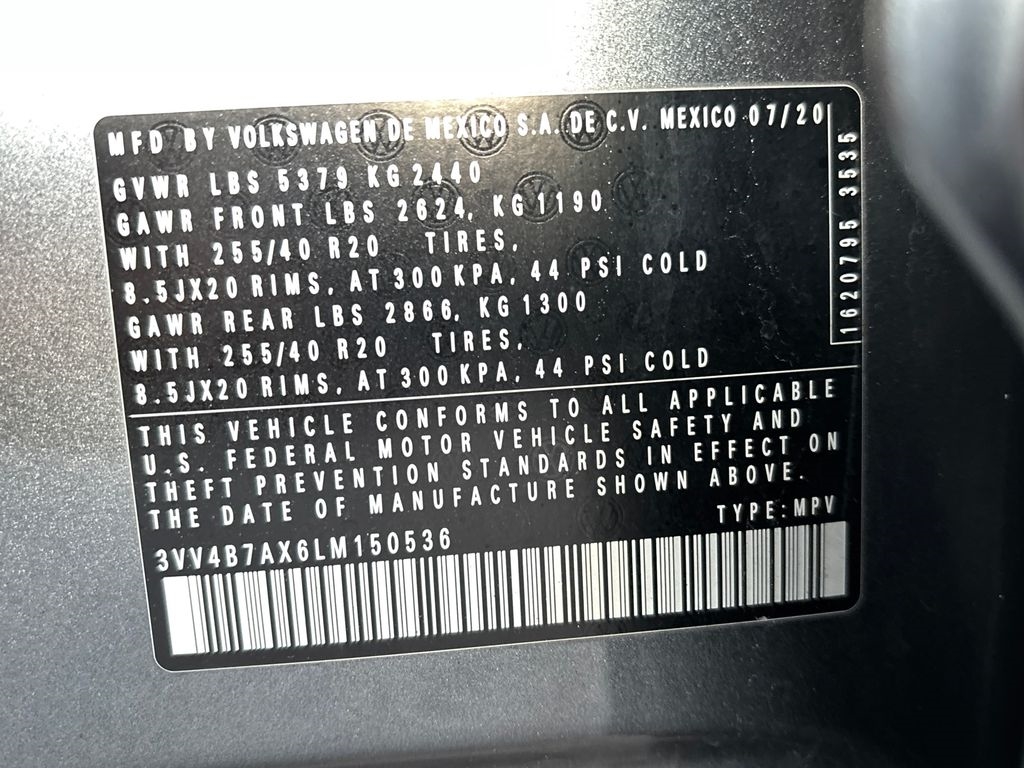 MFD BY VOLKSWAGEN DE MEXICO S.A. DE C.V. MEXICO 07/20
GVWR LBS 5379 KG 2440
GAWR FRONT LBS 2624, KG 1190
WITH 255/40 R20 TIRES,
8.5JX20 RIMS, AT 300 KPA, 44 PSI COLD
GAWR REAR LBS 2866, KG 1300
WITH 255/40 R20 TIRES,
8.5JX20 RIMS, AT 300 KPA, 44 PSI COLD
1620795 3535
THIS VEHICLE CONFORMS TO ALL APPLICABLE
U.S. FEDERAL MOTOR VEHICLE SAFETY AND
THEFT PREVENTION STANDARDS IN EFFECT ON
THE DATE OF MANUFACTURE SHOWN ABOVE.
TYPE: MPV
3VV4B7AX6LM150536